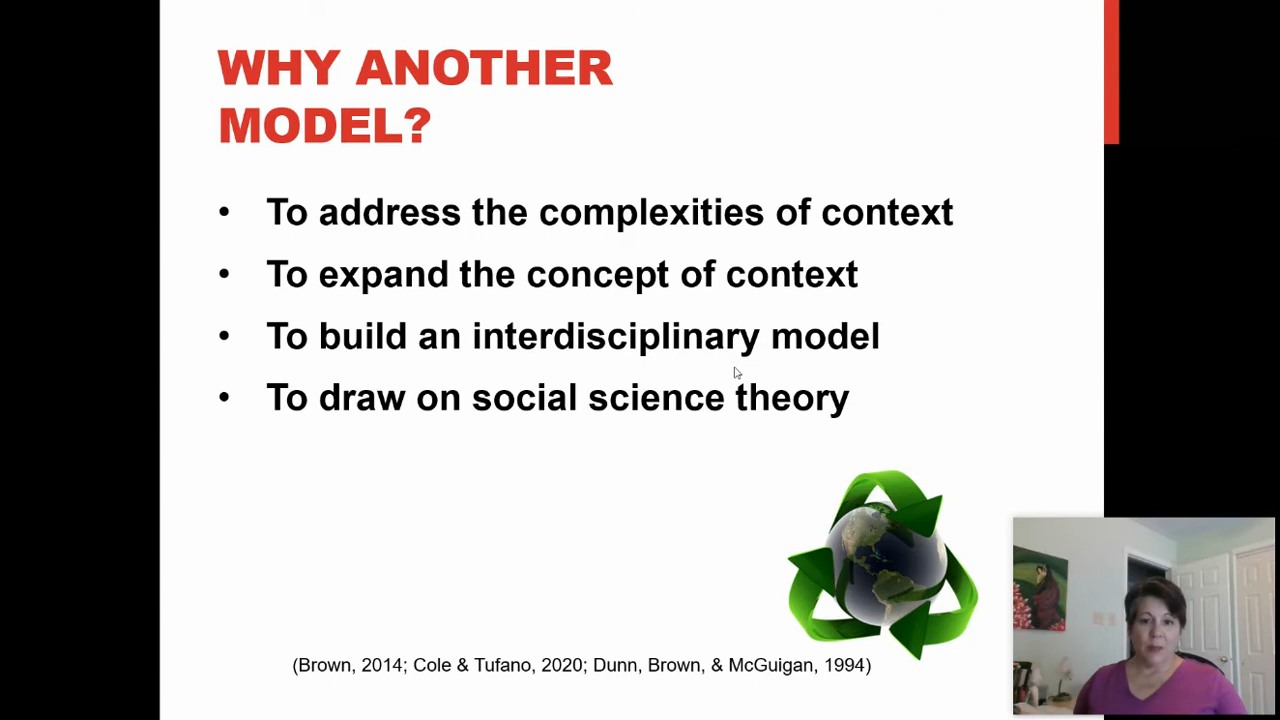 WHY ANOTHER
MODEL?
• To address the complexities of context
• To expand the concept of context
• To build an interdisciplinary model
• To draw on social science theory
(Brown, 2014; Cole & Tufano, 2020; Dunn, Brown, & McGuigan, 1994)